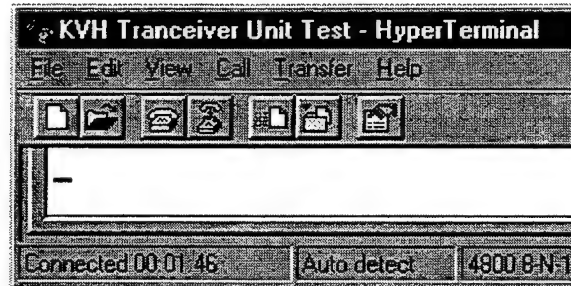 KVH Tranceiver Unit Test - HyperTerminal
File Edit View Call Transfer Help
Connected 00:01:46 Auto detect 4800 8-N-1